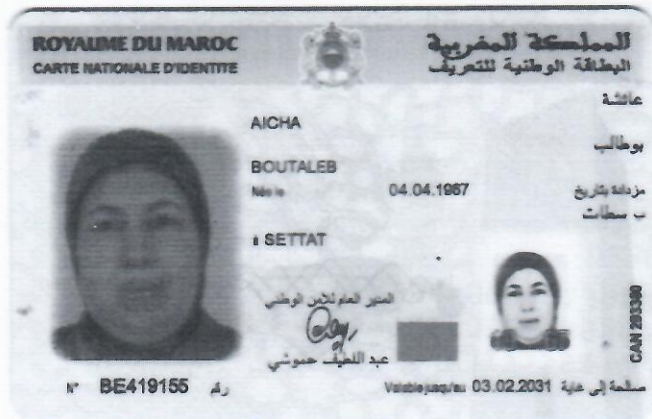 ROYAUME DU MAROC
المملكة المغربية
CARTE NATIONALE D'IDENTITE
البطاقة الوطنية للتعريف
عائشة
AICHA
بوطالب
BOUTALEB
Née le 04.04.1967 مزدادة بتاريخ
ب سطات
à SETTAT
المدير العام للأمن الوطني
عبد اللطيف حموشي
CAN 293380
N° BE419155 رقم
Valable jusqu'au 03.02.2031 صالحة إلى غاية